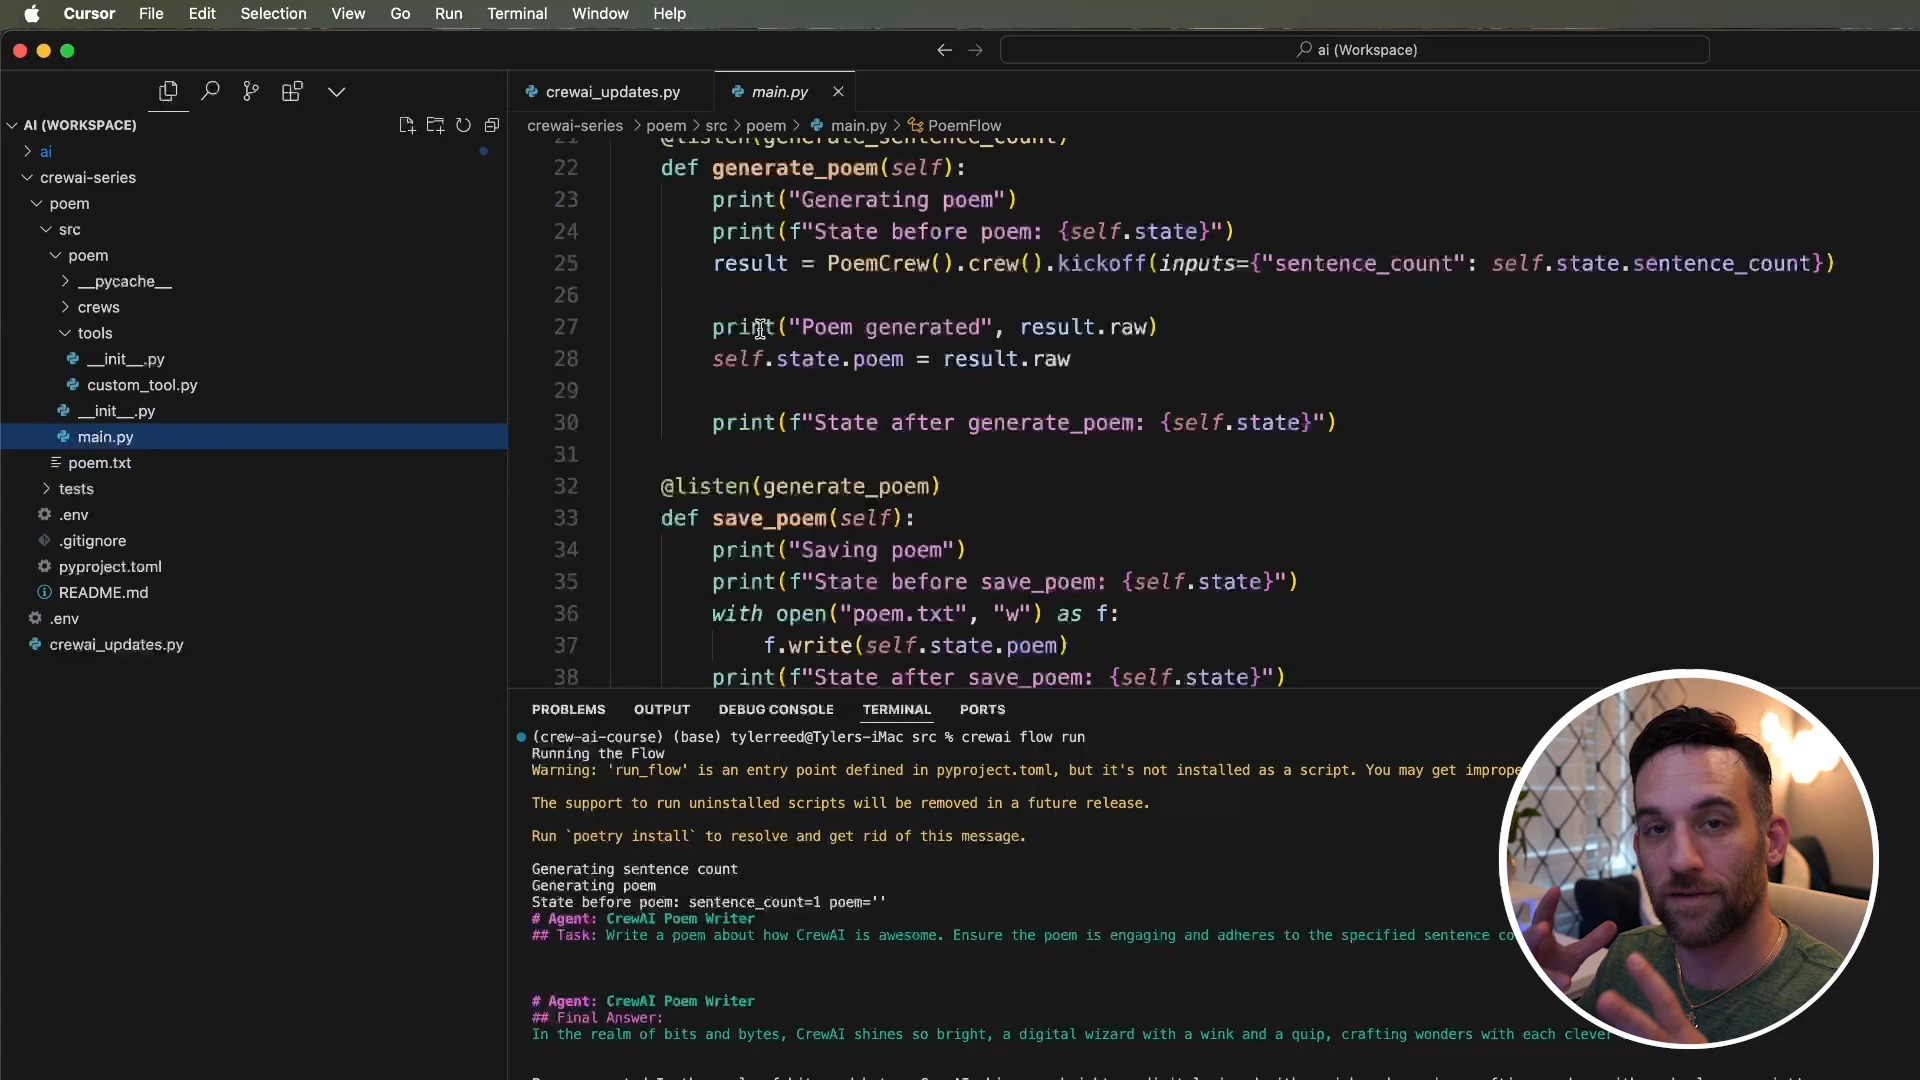 Cursor File Edit Selection View Go Run Terminal Window Help
ai (Workspace)
crewai_updates.py
main.py
AI (WORKSPACE)
crewai-series > poem > src > poem > main.py > PoemFlow
ai
crewai-series
poem
src
poem
__pycache__
crews
tools
__init__.py
custom_tool.py
__init__.py
main.py
poem.txt
tests
.env
.gitignore
pyproject.toml
README.md
.env
crewai_updates.py
21 @listen(generate_sentence_count)
22 def generate_poem(self):
23 print("Generating poem")
24 print(f"State before poem: {self.state}")
25 result = PoemCrew().crew().kickoff(inputs={"sentence_count": self.state.sentence_count})
26
27 print("Poem generated", result.raw)
28 self.state.poem = result.raw
29
30 print(f"State after generate_poem: {self.state}")
31
32 @listen(generate_poem)
33 def save_poem(self):
34 print("Saving poem")
35 print(f"State before save_poem: {self.state}")
36 with open("poem.txt", "w") as f:
37 f.write(self.state.poem)
38 print(f"State after save_poem: {self.state}")
PROBLEMS OUTPUT DEBUG CONSOLE TERMINAL PORTS
(crew-ai-course) (base) tylerreed@Tylers-iMac src % crewai flow run
Running the Flow
Warning: 'run_flow' is an entry point defined in pyproject.toml, but it's not installed as a script. You may get imprope
The support to run uninstalled scripts will be removed in a future release.
Run `poetry install` to resolve and get rid of this message.
Generating sentence count
Generating poem
State before poem: sentence_count=1 poem=''
# Agent: CrewAI Poem Writer
## Task: Write a poem about how CrewAI is awesome. Ensure the poem is engaging and adheres to the specified sentence co
# Agent: CrewAI Poem Writer
## Final Answer:
In the realm of bits and bytes, CrewAI shines so bright, a digital wizard with a wink and a quip, crafting wonders with each clever